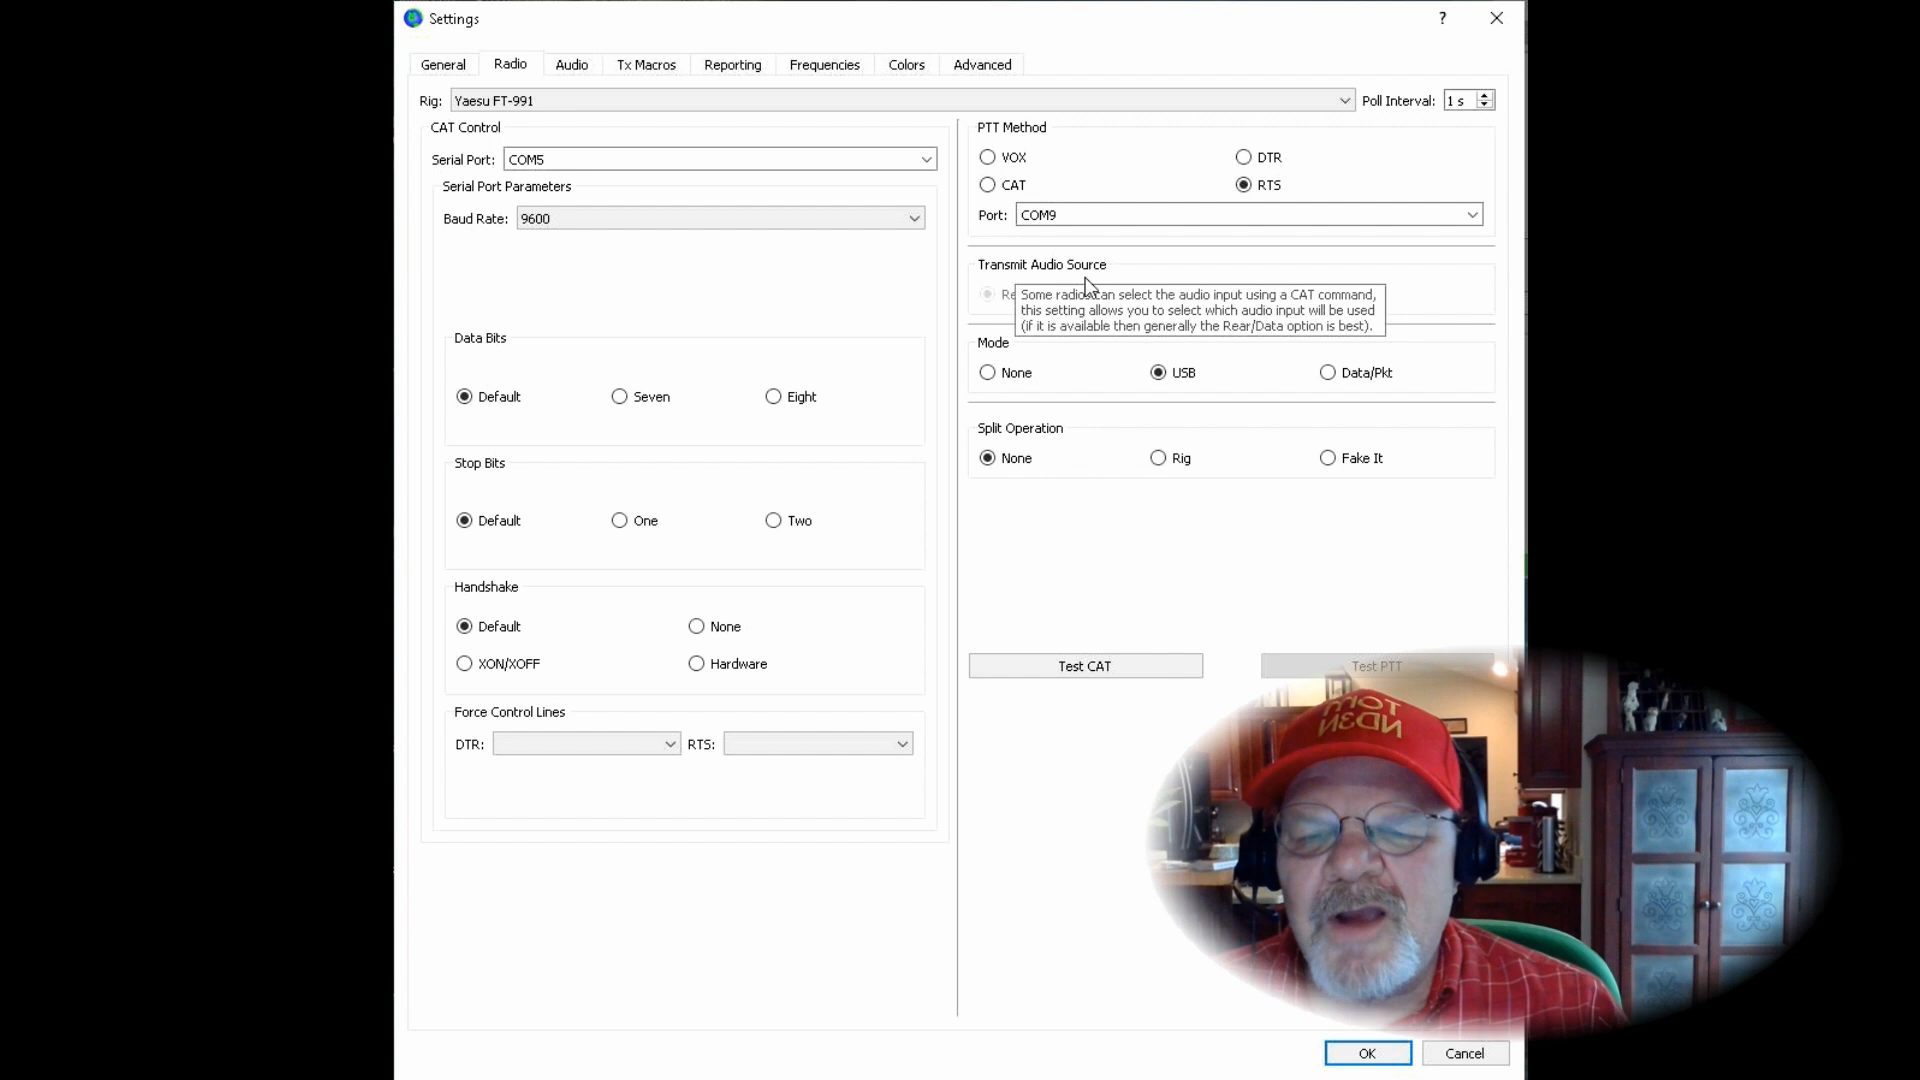 Settings
?
General Radio Audio Tx Macros Reporting Frequencies Colors Advanced
Rig: Yaesu FT-991 Poll Interval: 1 s
CAT Control
Serial Port: COM5
Serial Port Parameters
Baud Rate: 9600
Data Bits
Default Seven Eight
Stop Bits
Default One Two
Handshake
Default None
XON/XOFF Hardware
Force Control Lines
DTR: RTS:
PTT Method
VOX DTR
CAT RTS
Port: COM9
Transmit Audio Source
Some radios can select the audio input using a CAT command,
this setting allows you to select which audio input will be used
(if it is available then generally the Rear/Data option is best).
Mode
None USB Data/Pkt
Split Operation
None Rig Fake It
Test CAT Test PTT
TOM
ND3N
OK Cancel